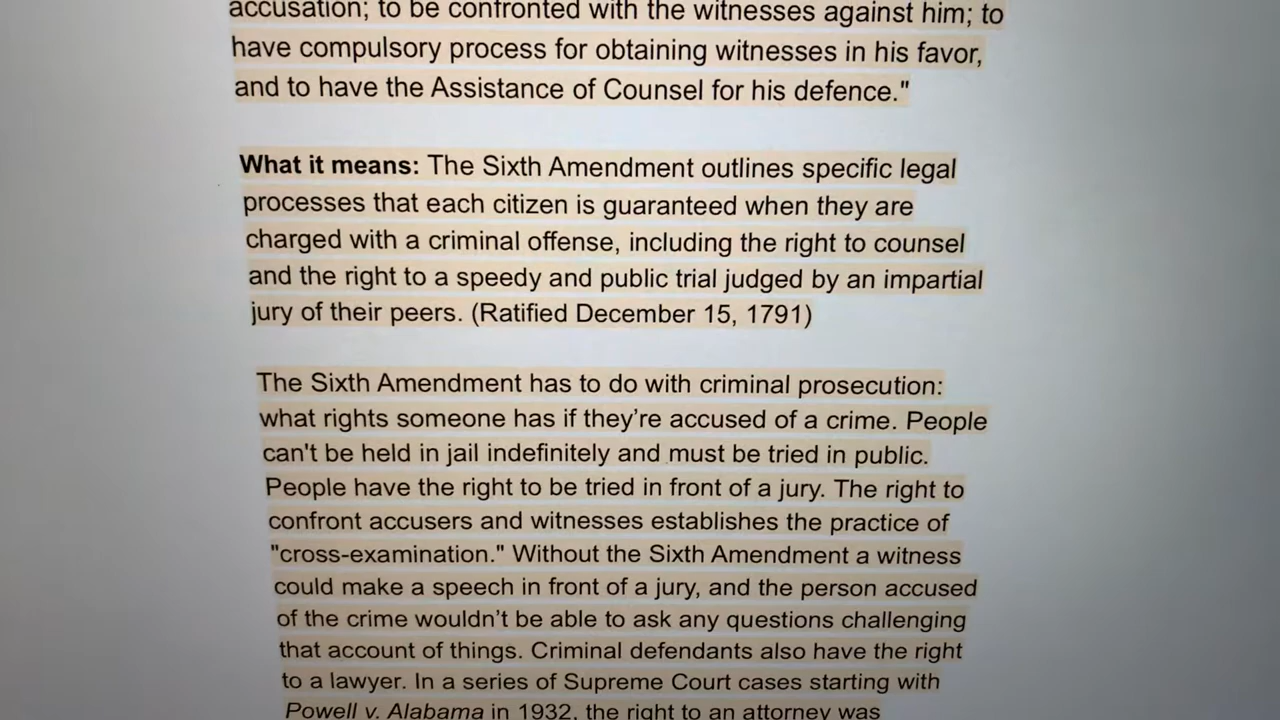 accusation; to be confronted with the witnesses against him; to
have compulsory process for obtaining witnesses in his favor,
and to have the Assistance of Counsel for his defence."
What it means: The Sixth Amendment outlines specific legal
processes that each citizen is guaranteed when they are
charged with a criminal offense, including the right to counsel
and the right to a speedy and public trial judged by an impartial
jury of their peers. (Ratified December 15, 1791)
The Sixth Amendment has to do with criminal prosecution:
what rights someone has if they’re accused of a crime. People
can't be held in jail indefinitely and must be tried in public.
People have the right to be tried in front of a jury. The right to
confront accusers and witnesses establishes the practice of
"cross-examination." Without the Sixth Amendment a witness
could make a speech in front of a jury, and the person accused
of the crime wouldn’t be able to ask any questions challenging
that account of things. Criminal defendants also have the right
to a lawyer. In a series of Supreme Court cases starting with
Powell v. Alabama in 1932, the right to an attorney was